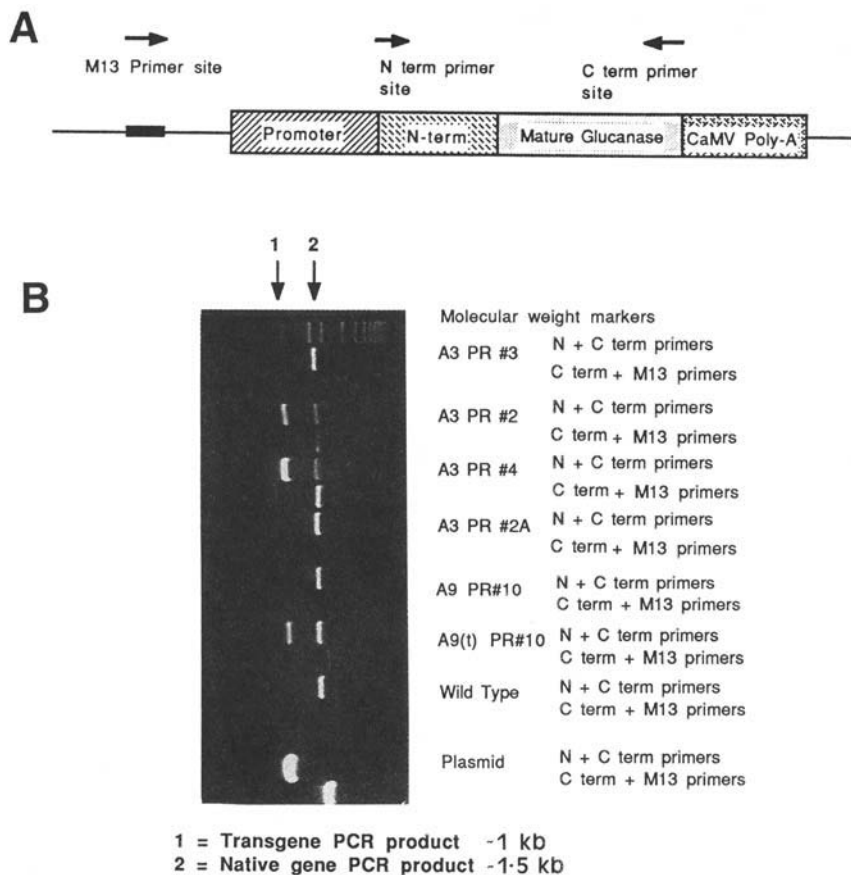 A
M13 Primer site
N term primer
site
C term primer
site
Promoter
N-term
Mature Glucanase
CaMV Poly-A
1 2
B
Molecular weight markers
A3 PR #3 N + C term primers
C term + M13 primers
A3 PR #2 N + C term primers
C term + M13 primers
A3 PR #4 N + C term primers
C term + M13 primers
A3 PR #2A N + C term primers
C term + M13 primers
A9 PR#10 N + C term primers
C term + M13 primers
A9(t) PR#10 N + C term primers
C term + M13 primers
Wild Type N + C term primers
C term + M13 primers
Plasmid N + C term primers
C term + M13 primers
1 = Transgene PCR product -1 kb
2 = Native gene PCR product -1·5 kb